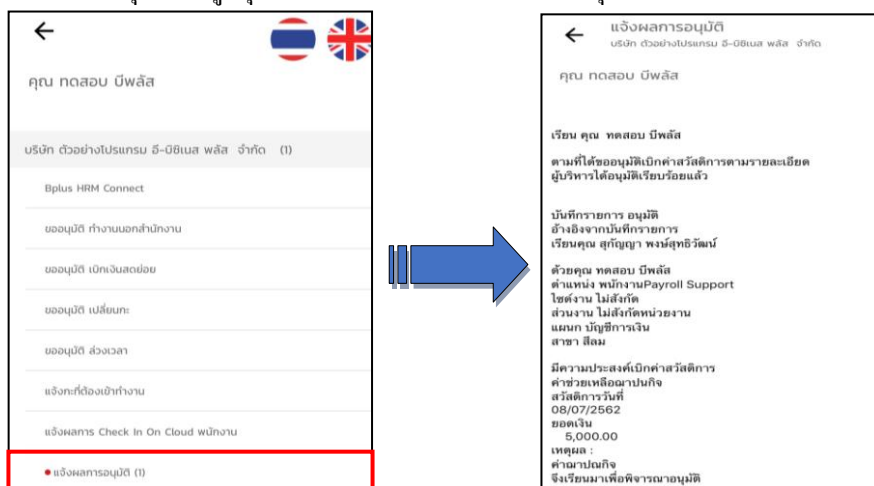 คุณ ทดสอบ บีพลัส
บริษัท ตัวอย่างโปรแกรม อี-บิซิเนส พลัส จำกัด (1)
Bplus HRM Connect
ขออนุมัติ ทำงานนอกสำนักงาน
ขออนุมัติ เบิกเงินสดย่อย
ขออนุมัติ เปลี่ยนกะ
ขออนุมัติ ล่วงเวลา
แจ้งกะที่ต้องเข้าทำงาน
แจ้งผลการ Check In On Cloud พนักงาน
แจ้งผลการอนุมัติ (1)
แจ้งผลการอนุมัติ
บริษัท ตัวอย่างโปรแกรม อี-บิซิเนส พลัส จำกัด
คุณ ทดสอบ บีพลัส
เรียน คุณ ทดสอบ บีพลัส
ตามที่ได้ขออนุมัติเบิกค่าสวัสดิการตามรายละเอียด
ผู้บริหารได้อนุมัติเรียบร้อยแล้ว
บันทึกรายการ อนุมัติ
อ้างอิงจากบันทึกรายการ
เรียนคุณ สุกัญญา พงษ์สุทธิวัฒน์
ด้วยคุณ ทดสอบ บีพลัส
ตำแหน่ง พนักงานPayroll Support
ไซต์งาน ไม่สังกัด
ส่วนงาน ไม่สังกัดหน่วยงาน
แผนก บัญชีการเงิน
สาขา สีลม
มีความประสงค์เบิกค่าสวัสดิการ
ค่าช่วยเหลือฌาปนกิจ
สวัสดิการวันที่
08/07/2562
ยอดเงิน
5,000.00
เหตุผล :
ค่าฌาปณกิจ
จึงเรียนมาเพื่อพิจารณาอนุมัติ